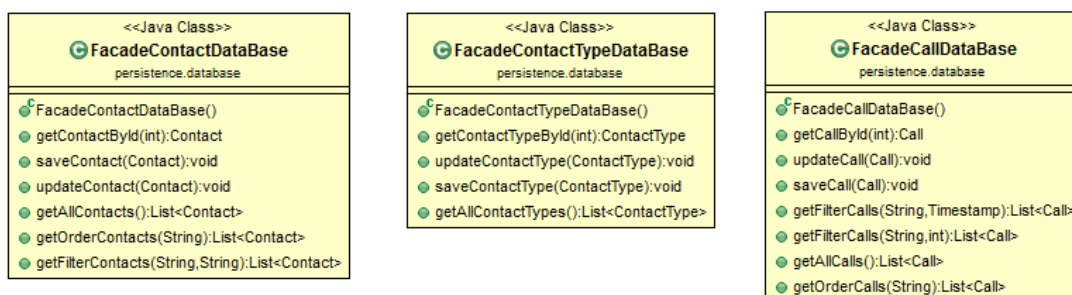 <<Java Class>>
FacadeContactDataBase
persistence.database
FacadeContactDataBase()
getContactById(int):Contact
saveContact(Contact):void
updateContact(Contact):void
getAllContacts():List<Contact>
getOrderContacts(String):List<Contact>
getFilterContacts(String,String):List<Contact>
<<Java Class>>
FacadeContactTypeDataBase
persistence.database
FacadeContactTypeDataBase()
getContactTypeById(int):ContactType
updateContactType(ContactType):void
saveContactType(ContactType):void
getAllContactTypes():List<ContactType>
<<Java Class>>
FacadeCallDataBase
persistence.database
FacadeCallDataBase()
getCallById(int):Call
updateCall(Call):void
saveCall(Call):void
getFilterCalls(String,Timestamp):List<Call>
getFilterCalls(String,int):List<Call>
getAllCalls():List<Call>
getOrderCalls(String):List<Call>